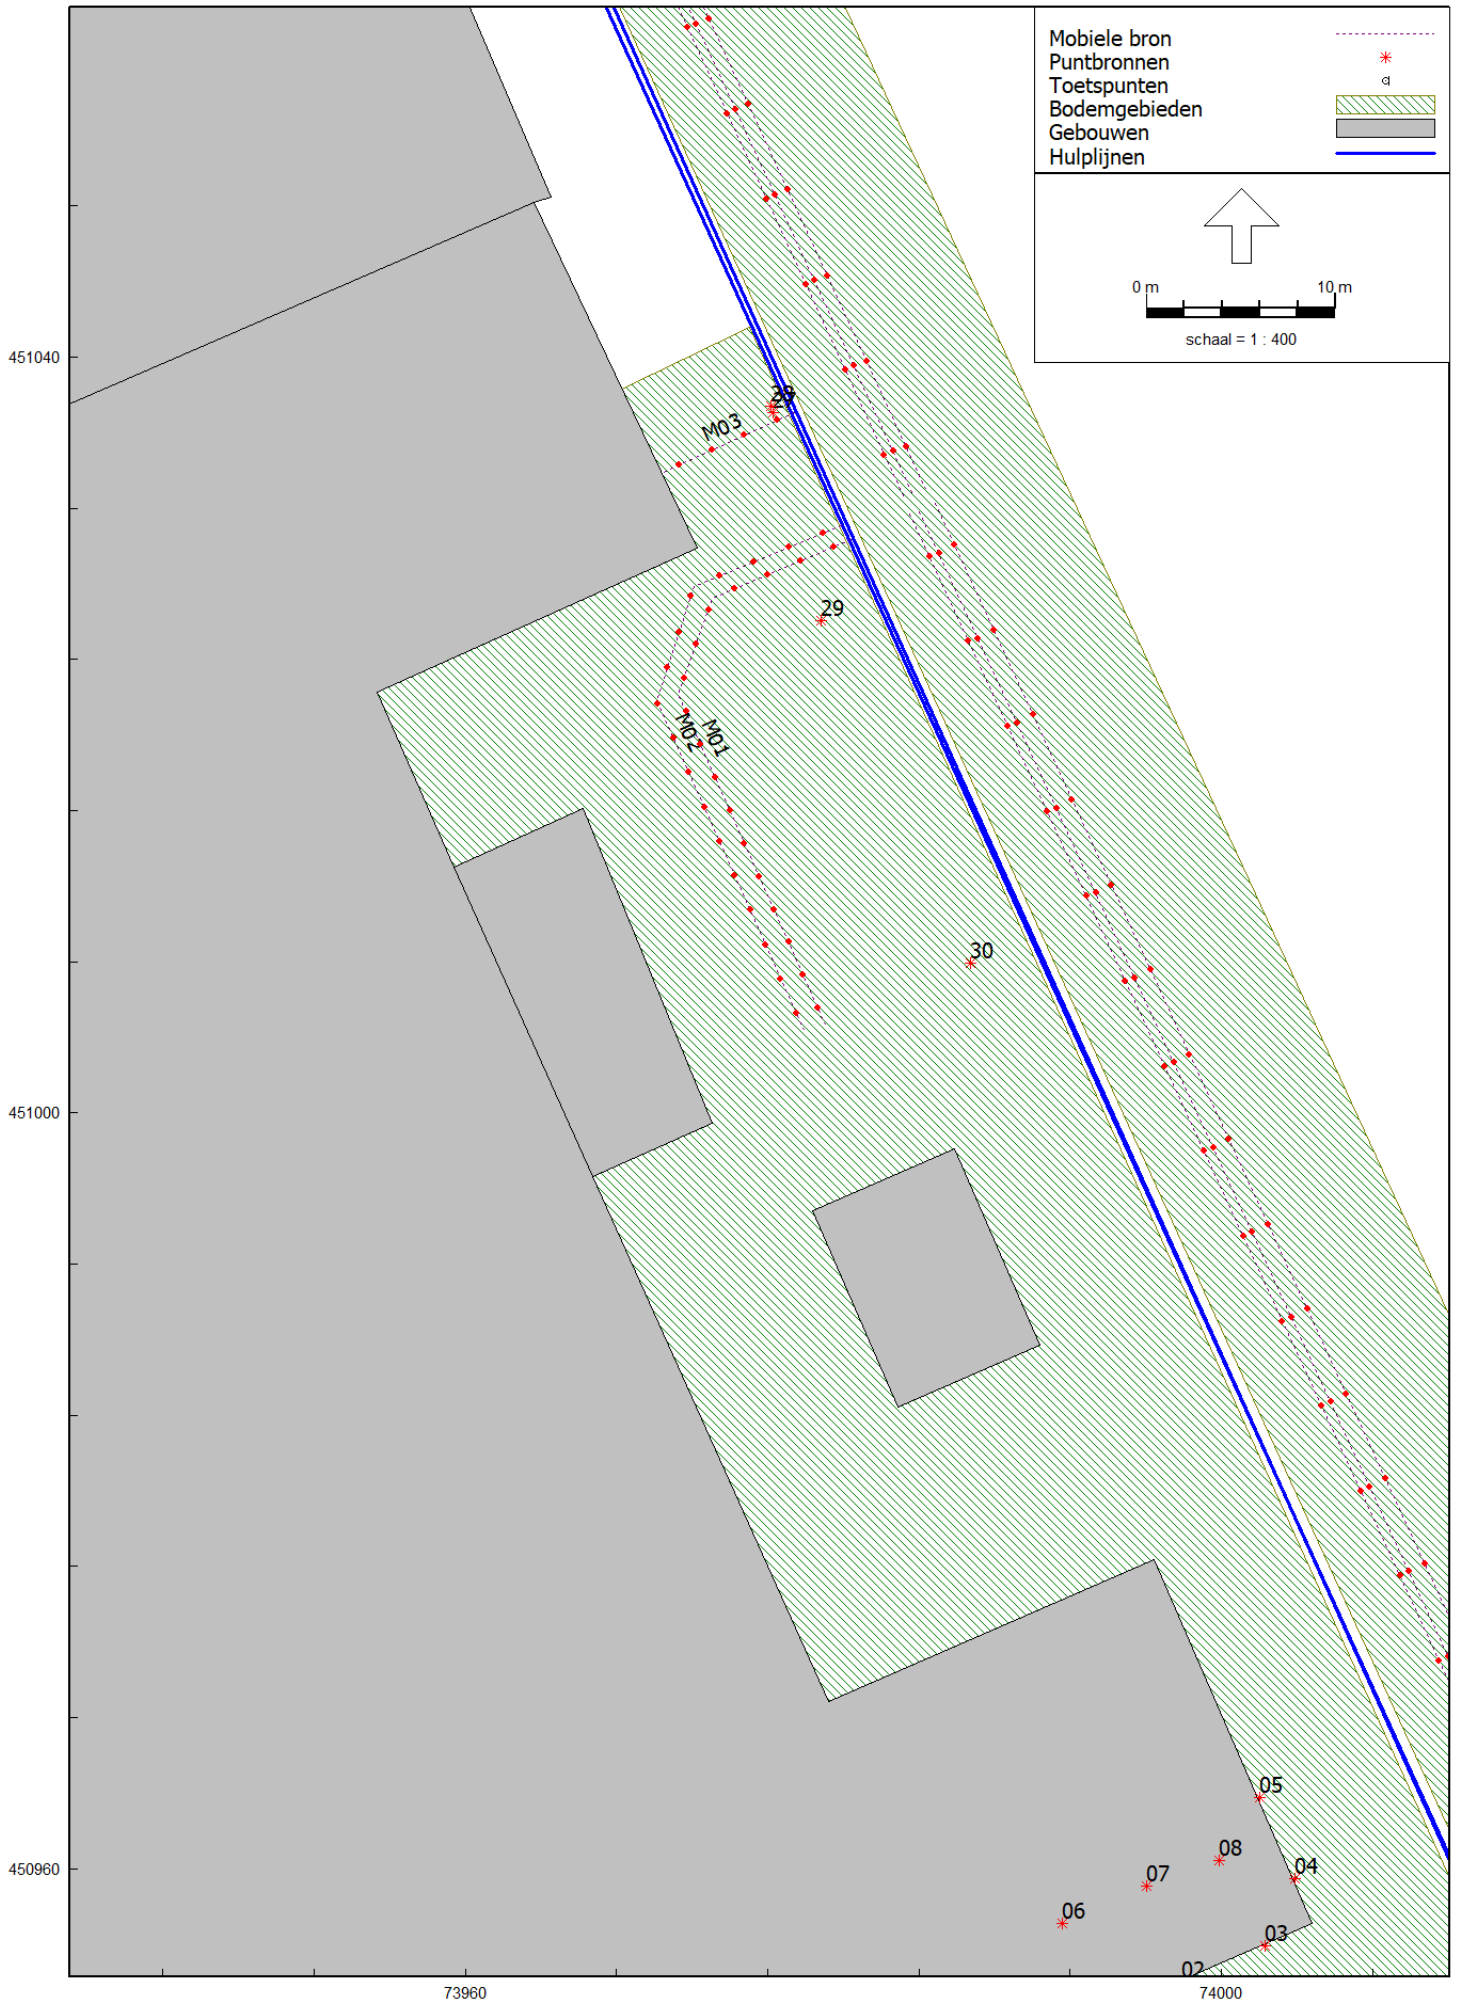 Mobiele bron
Puntbronnen
Toetspunten
Bodemgebieden
Gebouwen
Hulplijnen
0 m 10 m
schaal = 1 : 400
451040
M03
29
M02
M01
30
451000
05
08
04
07
450960
06
03
02
73960 74000